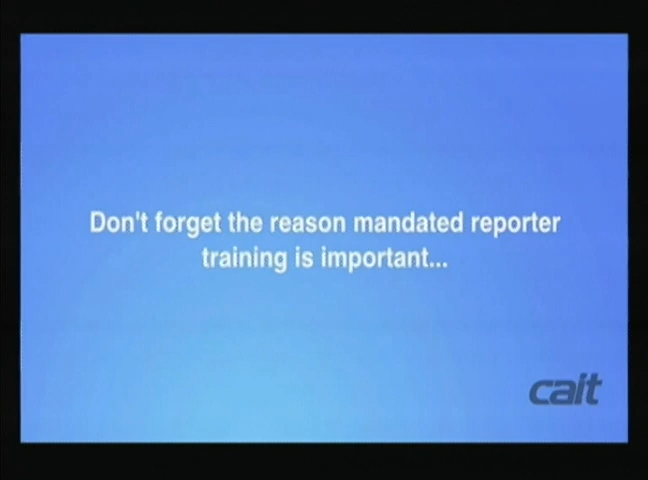 Don't forget the reason mandated reporter
training is important...
cait